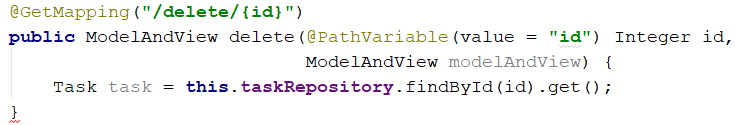 @GetMapping("/delete/{id}")
public ModelAndView delete(@PathVariable(value = "id") Integer id,
                           ModelAndView modelAndView) {
    Task task = this.taskRepository.findById(id).get();
}